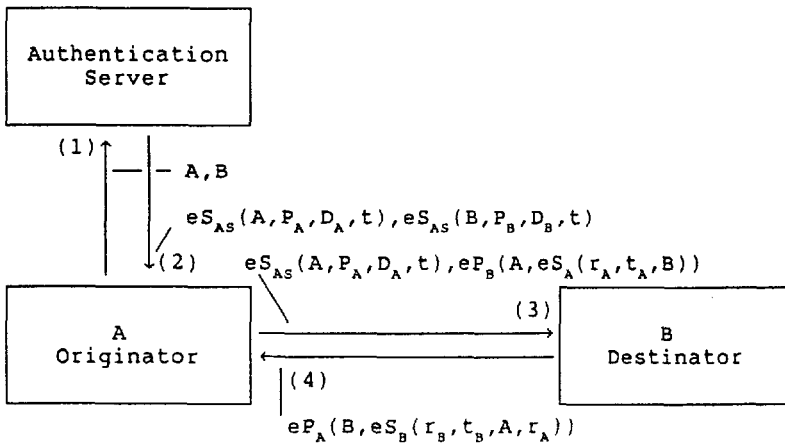 Authentication
Server
(1)
A,B
eS_AS(A,P_A,D_A,t),eS_AS(B,P_B,D_B,t)
(2)
eS_AS(A,P_A,D_A,t),eP_B(A,eS_A(r_A,t_A,B))
A
Originator
(3)
B
Destinator
(4)
eP_A(B,eS_B(r_B,t_B,A,r_A))